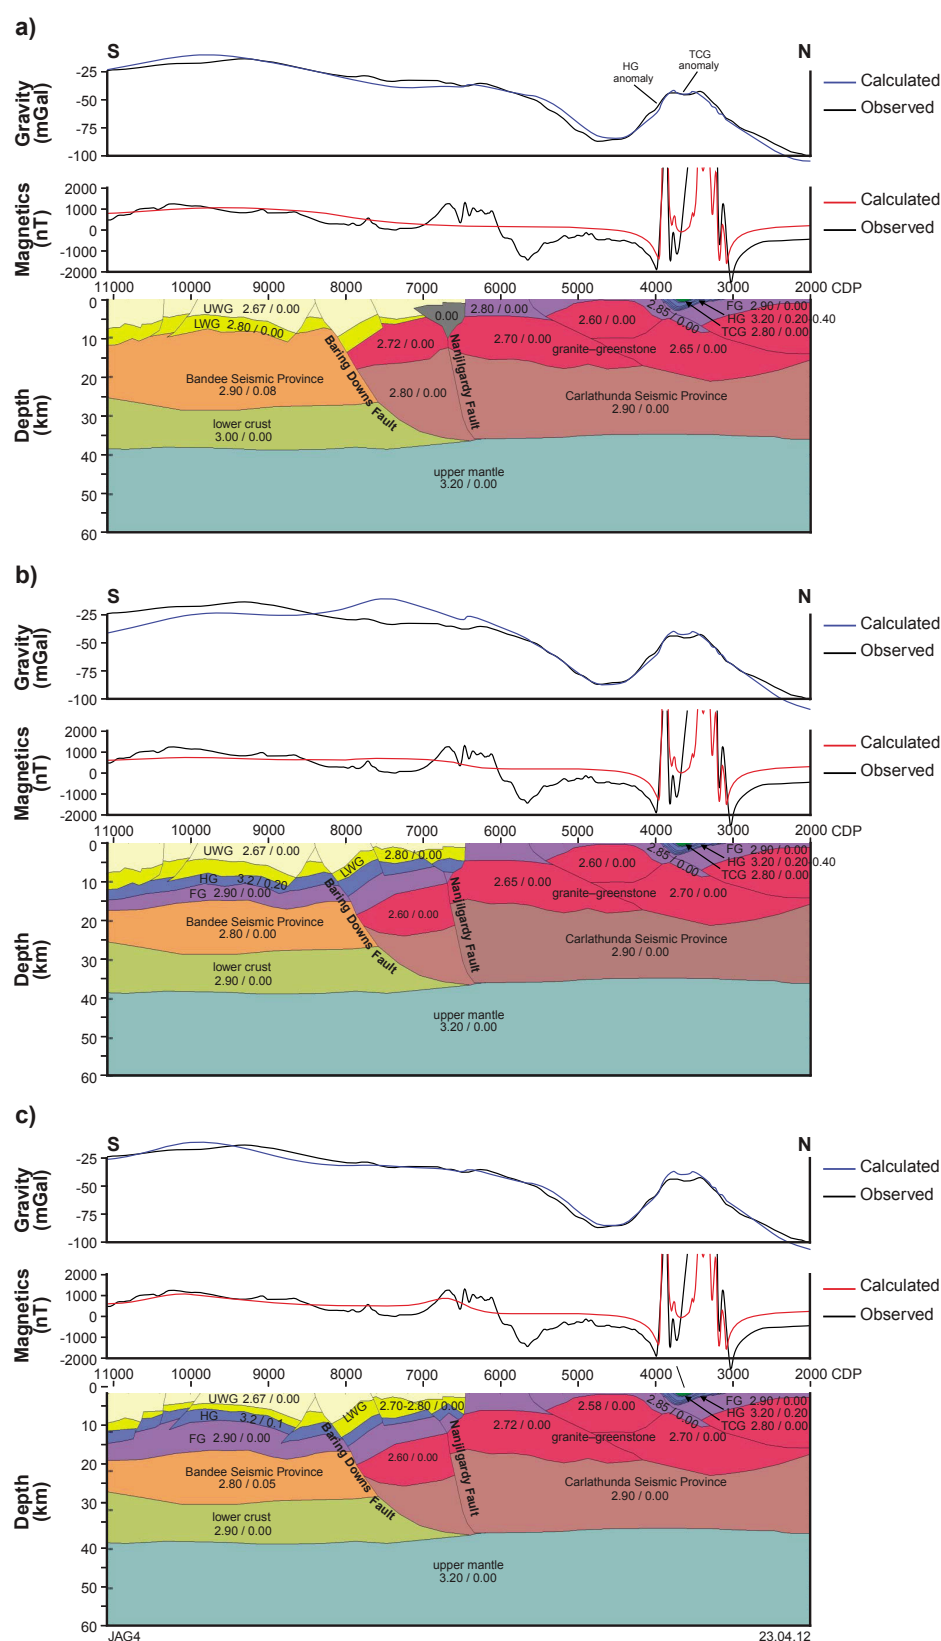 a)
S
N
HG
anomaly
TCG
anomaly
-25
-50
-75
-100
Gravity
(mGal)
Calculated
Observed
2000
1000
0
-1000
-2000
Magnetics
(nT)
Calculated
Observed
11000 10000 9000 8000 7000 6000 5000 4000 3000 2000 CDP
0
10
20
30
40
50
60
Depth
(km)
UWG 2.67 / 0.00
LWG 2.80 / 0.00
0.00
2.80 / 0.00
2.85 / 0.00
FG 2.90 / 0.00
HG 3.20 / 0.20-0.40
TCG 2.80 / 0.00
2.60 / 0.00
2.72 / 0.00
2.70 / 0.00
granite–greenstone
2.65 / 0.00
Baring Downs Fault
Nanjilgardy Fault
Bandee Seismic Province
2.90 / 0.08
2.80 / 0.00
Carlathunda Seismic Province
2.90 / 0.00
lower crust
3.00 / 0.00
upper mantle
3.20 / 0.00
b)
S
N
-25
-50
-75
-100
Gravity
(mGal)
Calculated
Observed
2000
1000
0
-1000
-2000
Magnetics
(nT)
Calculated
Observed
11000 10000 9000 8000 7000 6000 5000 4000 3000 2000 CDP
0
10
20
30
40
50
60
Depth
(km)
UWG 2.67 / 0.00
LWG
2.80 / 0.00
2.85 / 0.00
FG 2.90 / 0.00
HG 3.20 / 0.20-0.40
TCG 2.80 / 0.00
HG 3.2 / 0.20
FG 2.90 / 0.00
2.60 / 0.00
2.65 / 0.00
granite–greenstone
2.70 / 0.00
2.60 / 0.00
Baring Downs Fault
Nanjilgardy Fault
Bandee Seismic Province
2.80 / 0.00
Carlathunda Seismic Province
2.90 / 0.00
lower crust
2.90 / 0.00
upper mantle
3.20 / 0.00
c)
S
N
-25
-50
-75
-100
Gravity
(mGal)
Calculated
Observed
2000
1000
0
-1000
-2000
Magnetics
(nT)
Calculated
Observed
11000 10000 9000 8000 7000 6000 5000 4000 3000 2000 CDP
0
10
20
30
40
50
60
Depth
(km)
UWG 2.67 / 0.00
LWG
2.70-2.80 / 0.00
2.85 / 0.00
FG 2.90 / 0.00
HG 3.20 / 0.20
TCG 2.80 / 0.00
HG 3.2 / 0.1
FG 2.90 / 0.00
2.58 / 0.00
2.72 / 0.00
granite–greenstone
2.70 / 0.00
2.60 / 0.00
Baring Downs Fault
Nanjilgardy Fault
Bandee Seismic Province
2.80 / 0.05
Carlathunda Seismic Province
2.90 / 0.00
lower crust
2.90 / 0.00
upper mantle
3.20 / 0.00
JAG4
23.04.12